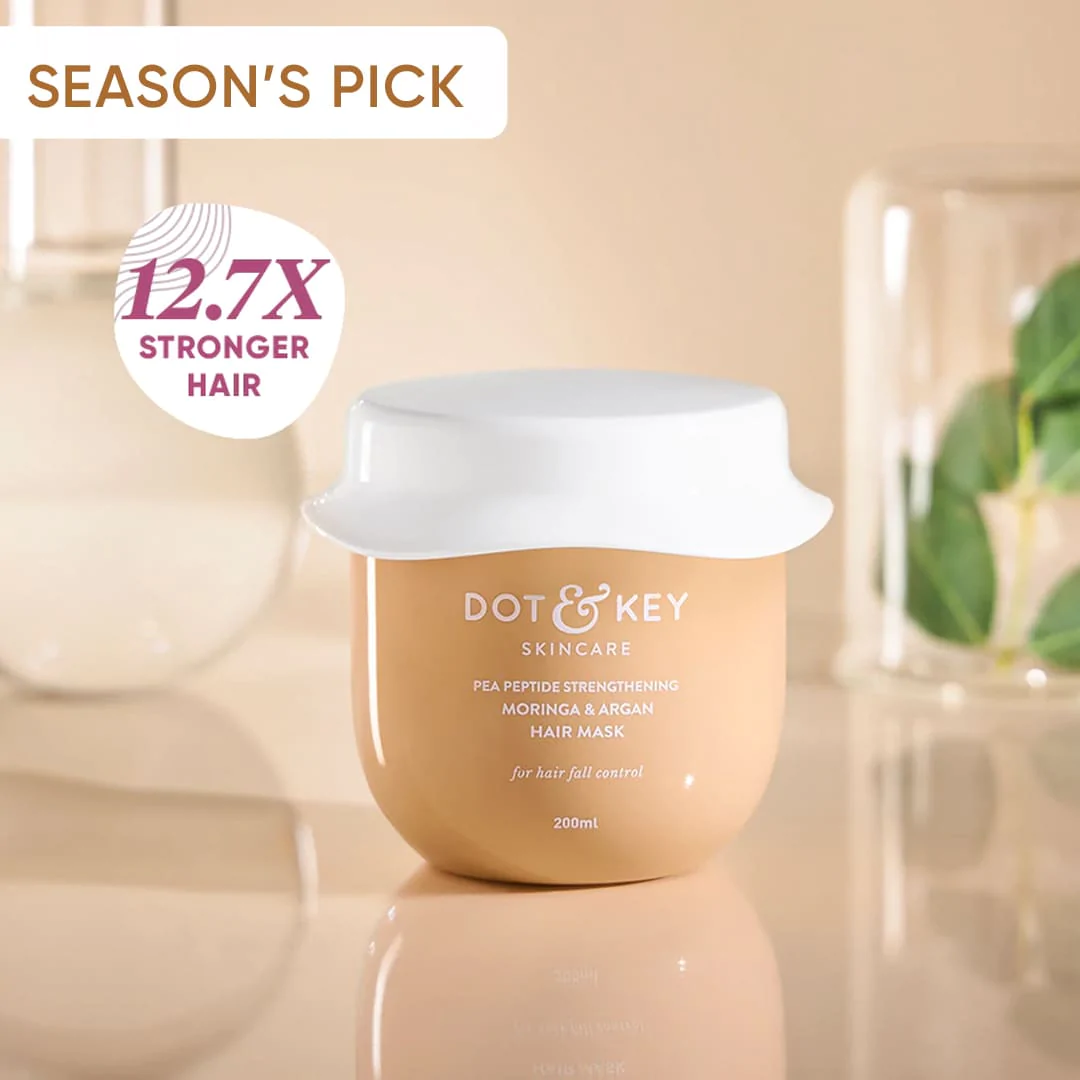 SEASON'S PICK
12.7X
STRONGER
HAIR
DOT & KEY
SKINCARE
PEA PEPTIDE STRENGTHENING
MORINGA & ARGAN
HAIR MASK
for hair fall control
200ml